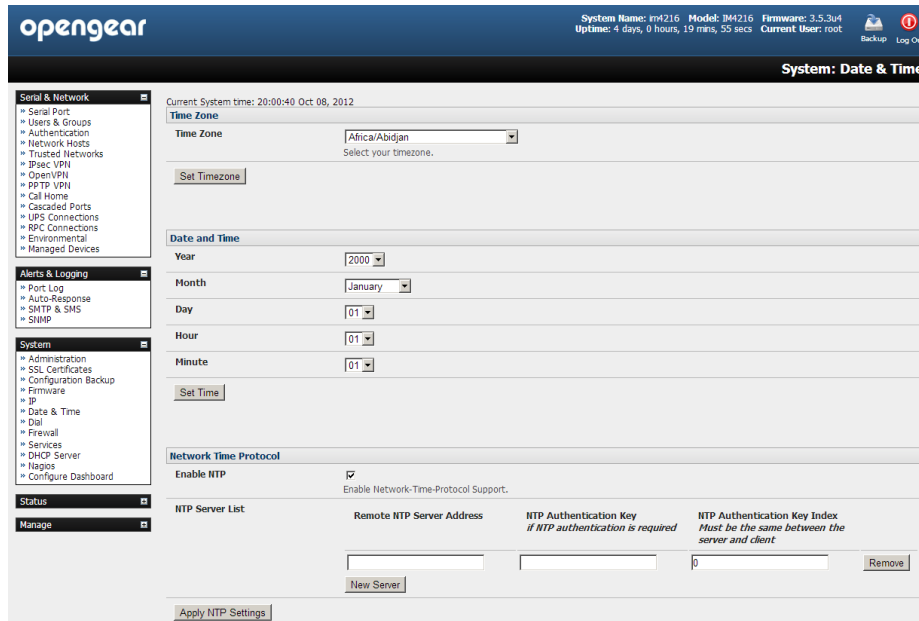 opengear
System Name: im4216 Model: IM4216 Firmware: 3.5.3u4
Uptime: 4 days, 0 hours, 19 mins, 55 secs Current User: root
Backup
Log Ou
System: Date & Time
Serial & Network
» Serial Port
» Users & Groups
» Authentication
» Network Hosts
» Trusted Networks
» IPsec VPN
» OpenVPN
» PPTP VPN
» Call Home
» Cascaded Ports
» UPS Connections
» RPC Connections
» Environmental
» Managed Devices
Alerts & Logging
» Port Log
» Auto-Response
» SMTP & SMS
» SNMP
System
» Administration
» SSL Certificates
» Configuration Backup
» Firmware
» IP
» Date & Time
» Dial
» Firewall
» Services
» DHCP Server
» Nagios
» Configure Dashboard
Status
Manage
Current System time: 20:00:40 Oct 08, 2012
Time Zone
Time Zone
Africa/Abidjan
Select your timezone.
Set Timezone
Date and Time
Year
2000
Month
January
Day
01
Hour
01
Minute
01
Set Time
Network Time Protocol
Enable NTP
Enable Network-Time-Protocol Support.
NTP Server List
Remote NTP Server Address
NTP Authentication Key
if NTP authentication is required
NTP Authentication Key Index
Must be the same between the
server and client
0
Remove
New Server
Apply NTP Settings